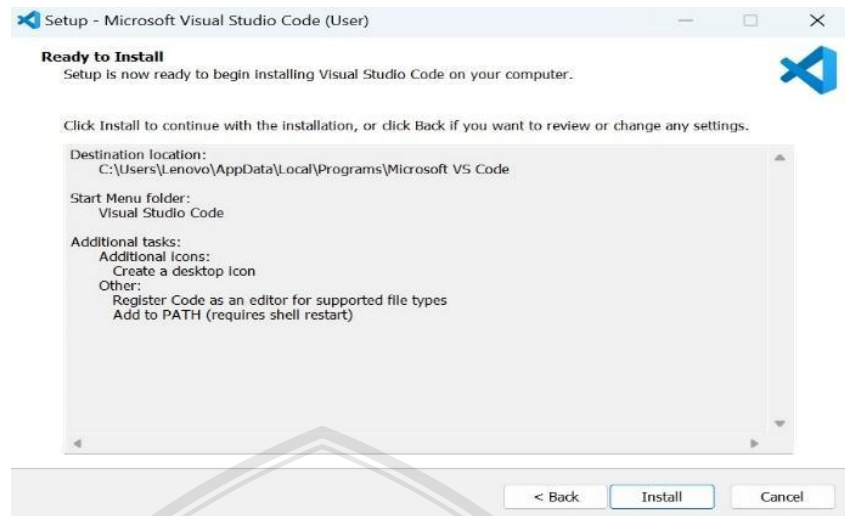 Setup - Microsoft Visual Studio Code (User)
Ready to Install
Setup is now ready to begin installing Visual Studio Code on your computer.
Click Install to continue with the installation, or click Back if you want to review or change any settings.
Destination location:
C:\Users\Lenovo\AppData\Local\Programs\Microsoft VS Code
Start Menu folder:
Visual Studio Code
Additional tasks:
Additional icons:
Create a desktop icon
Other:
Register Code as an editor for supported file types
Add to PATH (requires shell restart)
< Back Install Cancel